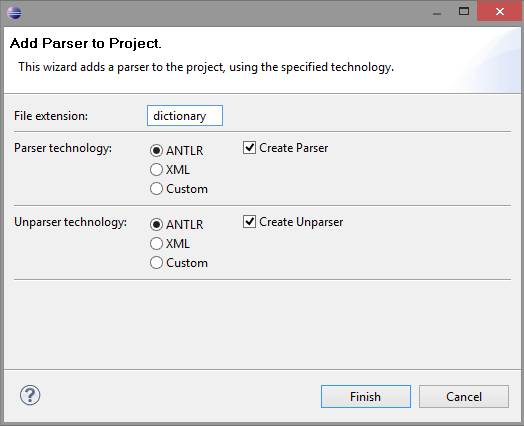 Add Parser to Project.
This wizard adds a parser to the project, using the specified technology.
File extension: dictionary
Parser technology: ANTLR Create Parser
XML
Custom
Unparser technology: ANTLR Create Unparser
XML
Custom
? Finish Cancel